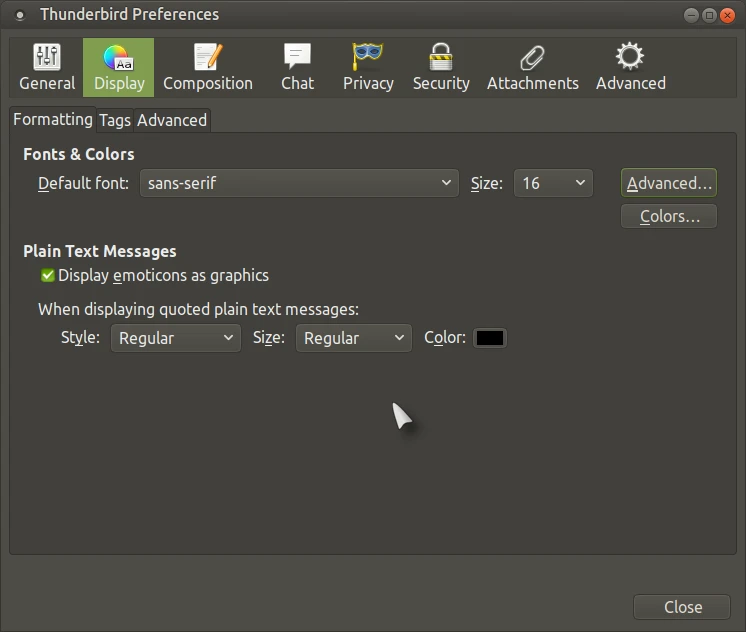 Thunderbird Preferences
General Display Composition Chat Privacy Security Attachments Advanced
Formatting Tags Advanced
Fonts & Colors
Default font: sans-serif Size: 16 Advanced...
Colors...
Plain Text Messages
Display emoticons as graphics
When displaying quoted plain text messages:
Style: Regular Size: Regular Color:
Close